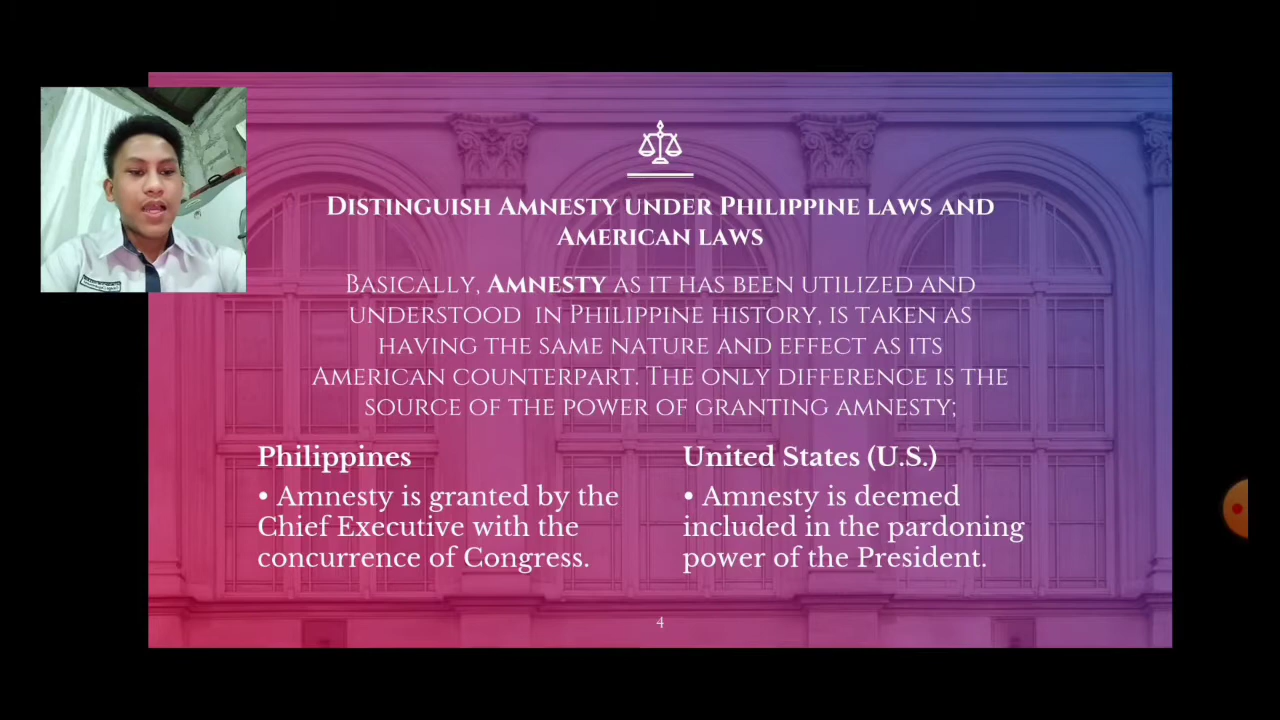 Distinguish Amnesty under Philippine laws and
American laws
Basically, Amnesty as it has been utilized and
understood in Philippine history, is taken as
having the same nature and effect as its
American counterpart. The only difference is the
source of the power of granting amnesty;
Philippines
• Amnesty is granted by the
Chief Executive with the
concurrence of Congress.
United States (U.S.)
• Amnesty is deemed
included in the pardoning
power of the President.
4